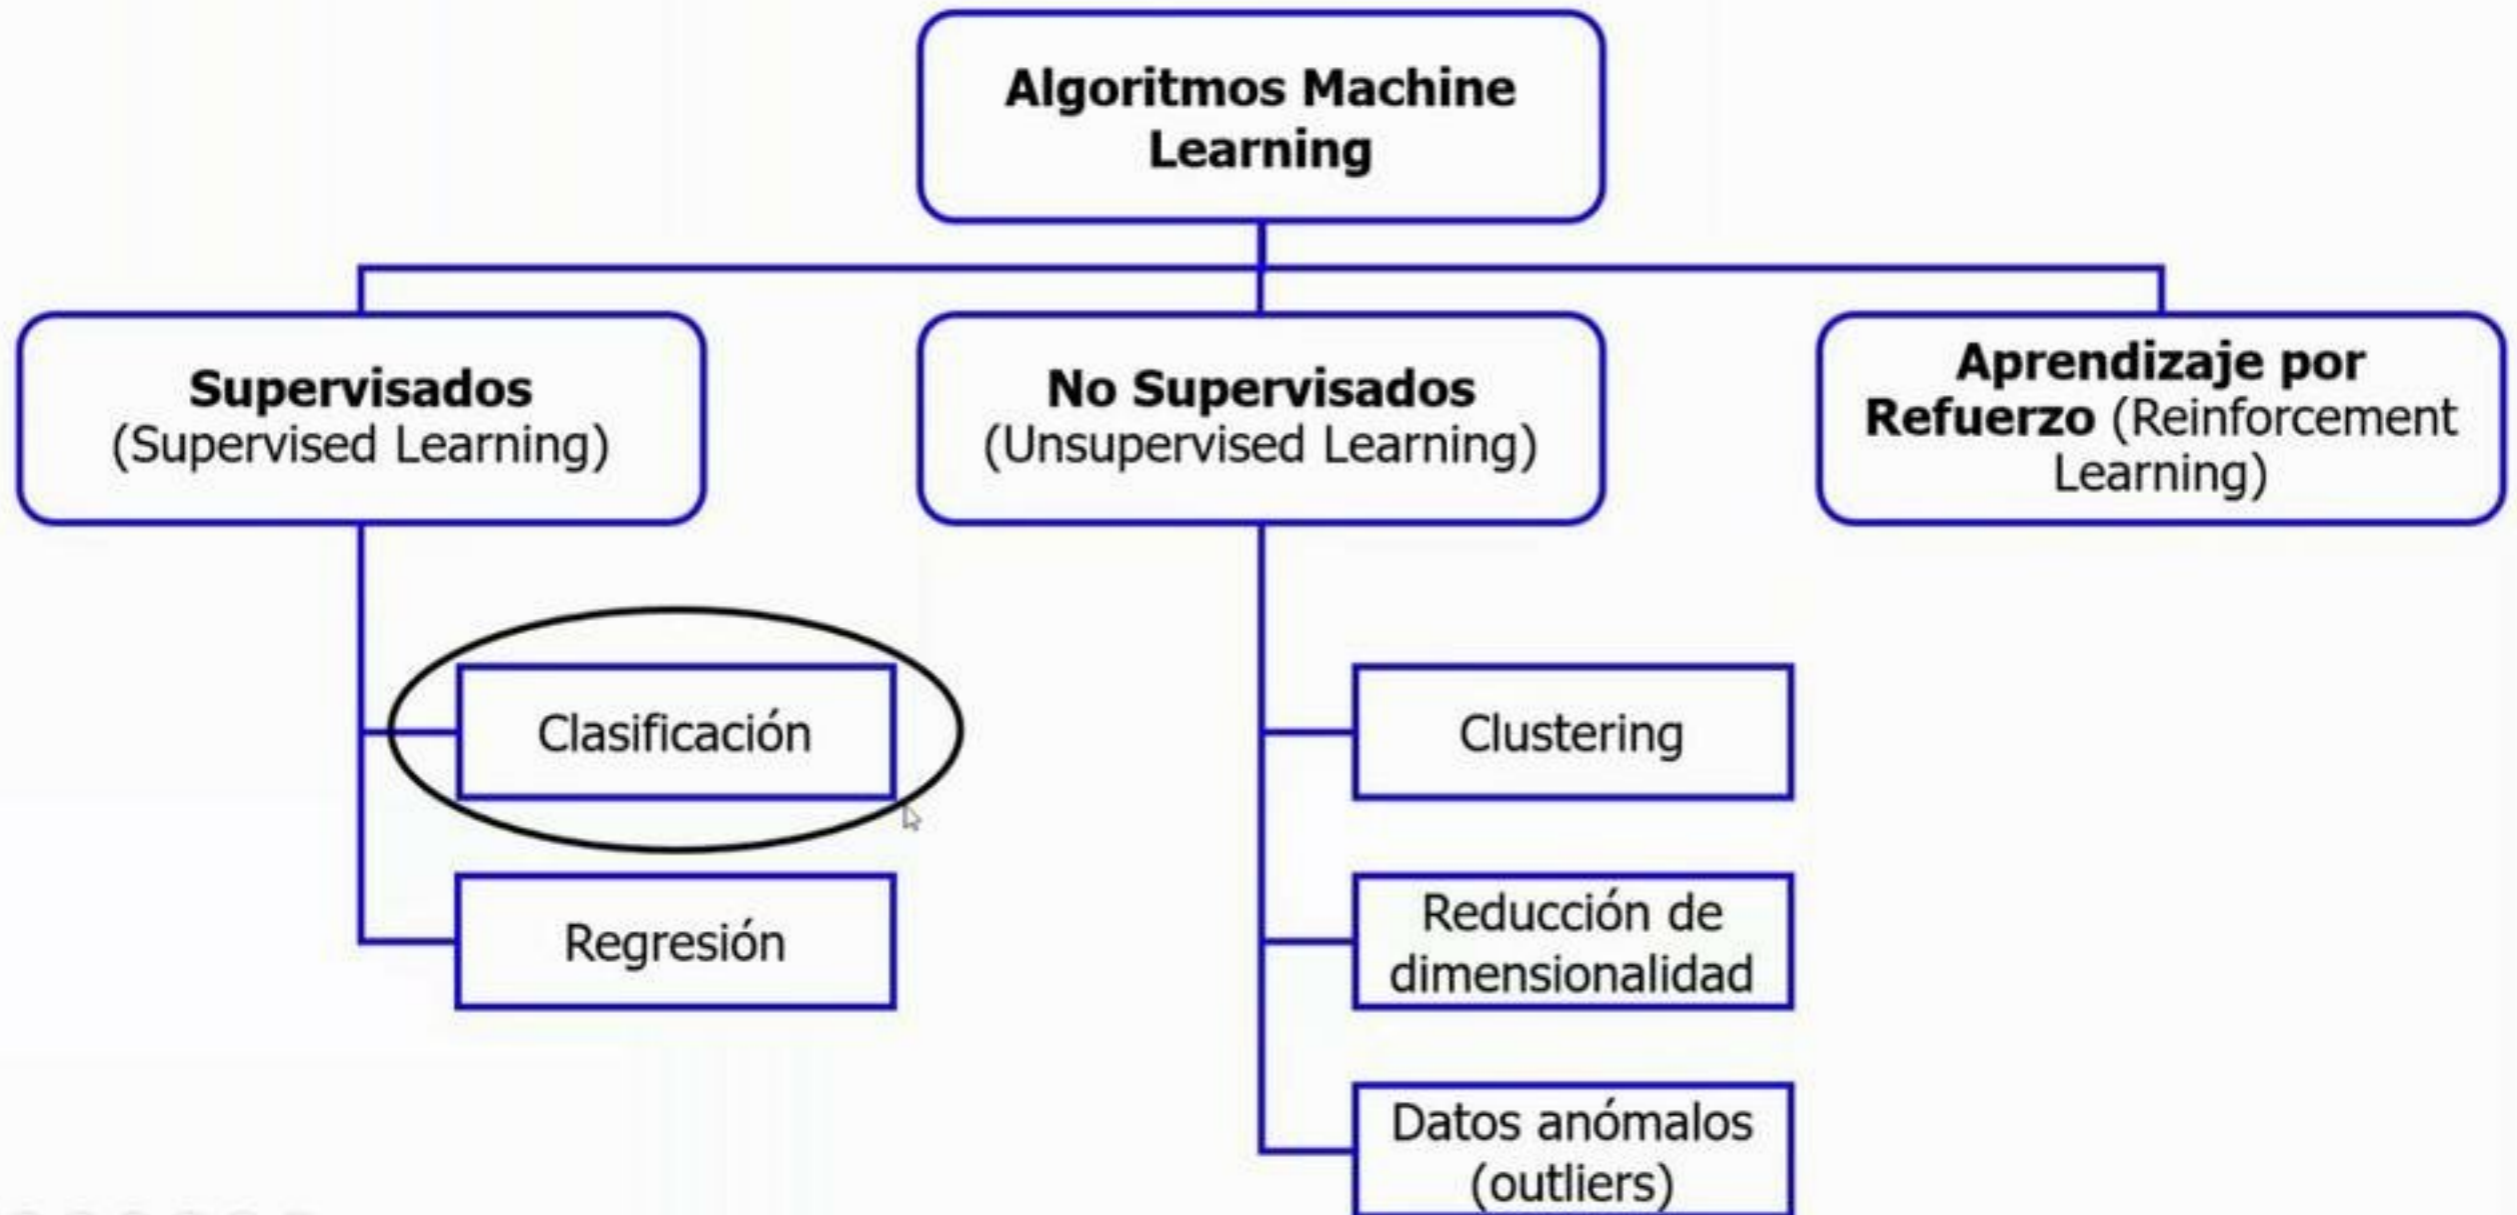 Algoritmos Machine
Learning
Supervisados
(Supervised Learning)
No Supervisados
(Unsupervised Learning)
Aprendizaje por
Refuerzo (Reinforcement
Learning)
Clasificación
Regresión
Clustering
Reducción de
dimensionalidad
Datos anómalos
(outliers)